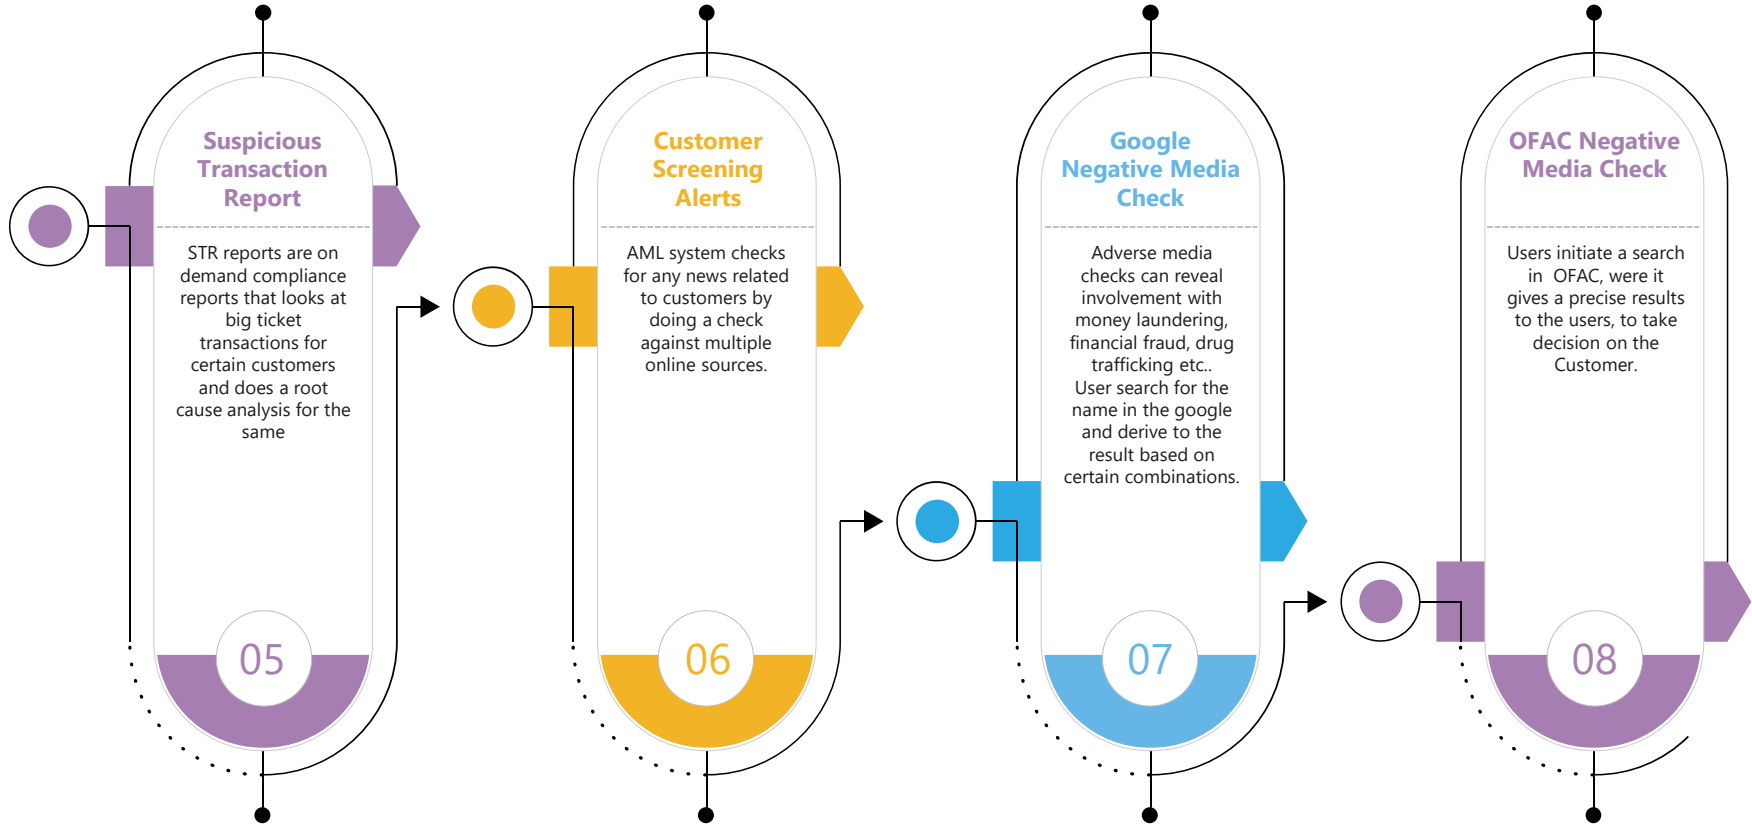 Suspicious
Transaction
Report
STR reports are on
demand compliance
reports that looks at
big ticket
transactions for
certain customers
and does a root
cause analysis for the
same
05
Customer
Screening
Alerts
AML system checks
for any news related
to customers by
doing a check
against multiple
online sources.
06
Google
Negative Media
Check
Adverse media
checks can reveal
involvement with
money laundering,
financial fraud, drug
trafficking etc..
User search for the
name in the google
and derive to the
result based on
certain combinations.
07
OFAC Negative
Media Check
Users initiate a search
in  OFAC, were it
gives a precise results
to the users, to take
decision on the
Customer.
08